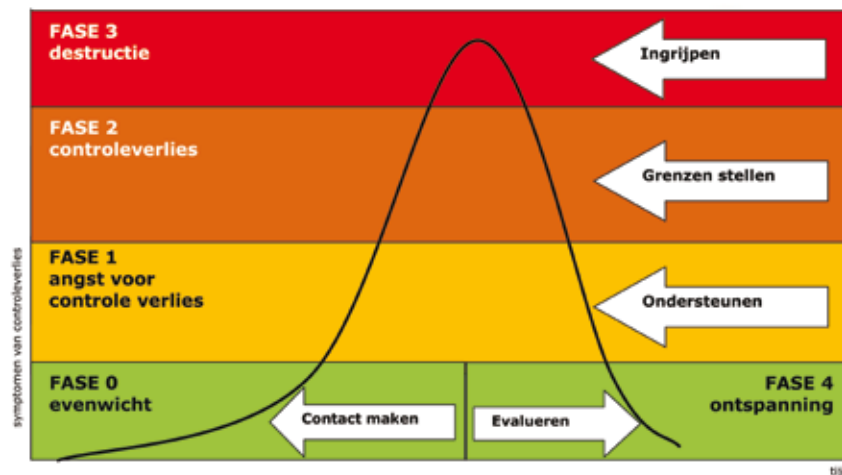 FASE 3
destructie
Ingrijpen
FASE 2
controleverlies
Grenzen stellen
FASE 1
angst voor
controle verlies
Ondersteunen
FASE 0
evenwicht
Contact maken
Evalueren
FASE 4
ontspanning
symptomen van controleverlies